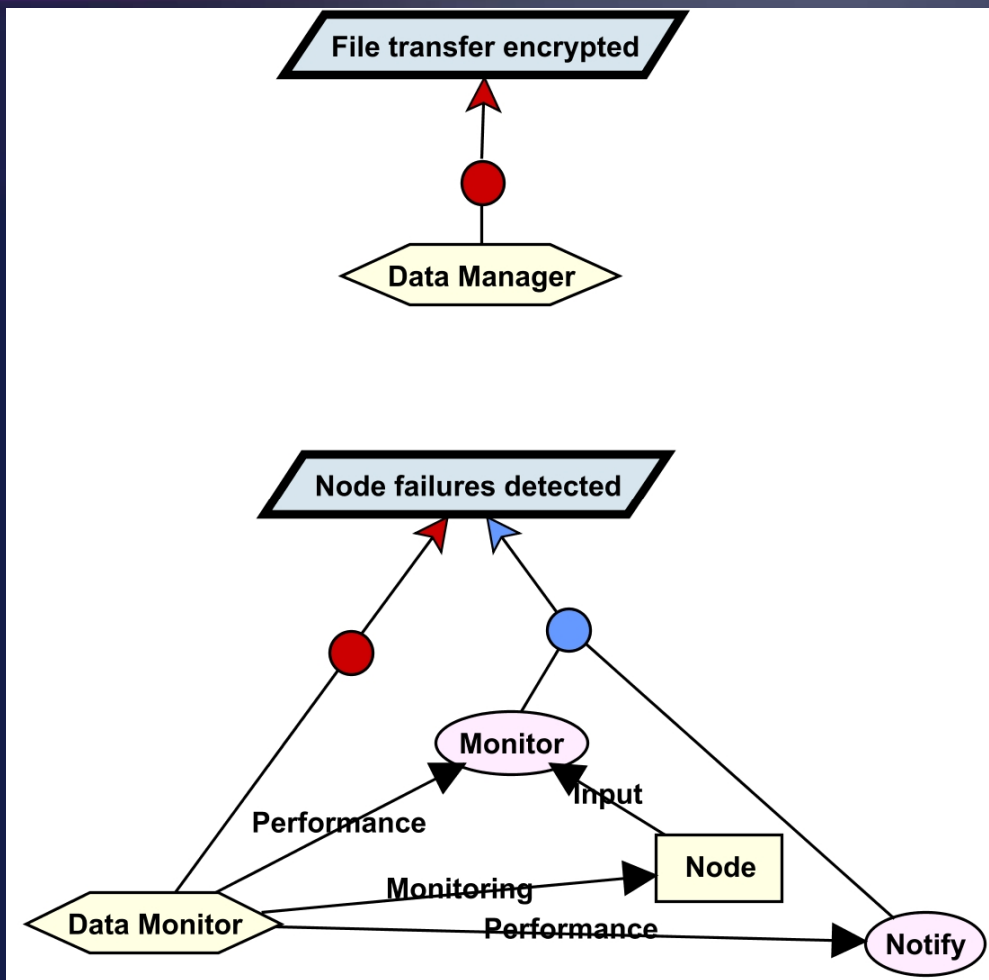 File transfer encrypted
Data Manager
Node failures detected
Monitor
Input
Performance
Node
Monitoring
Data Monitor
Performance
Notify